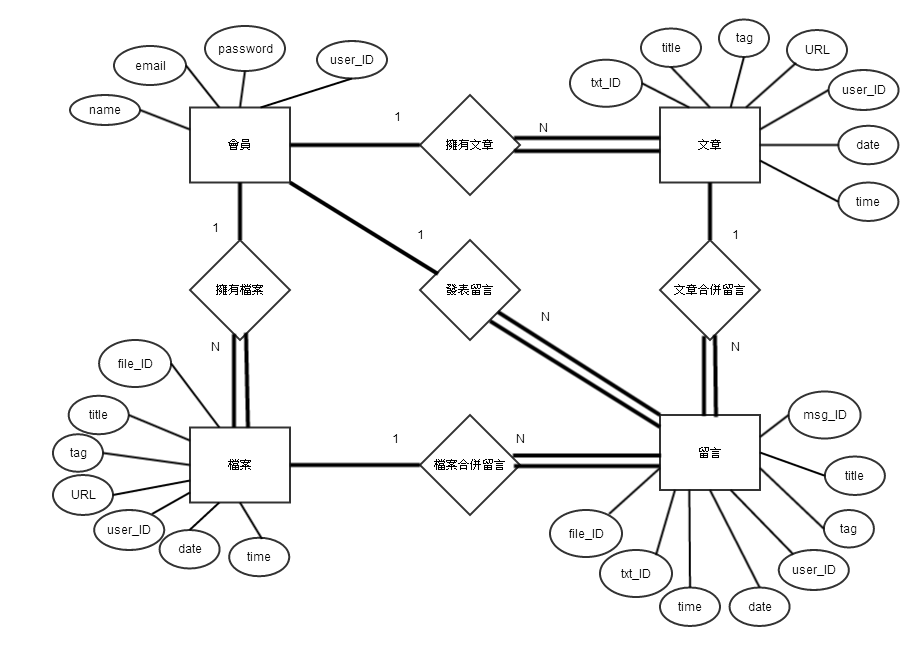 password
tag
title
URL
user_ID
email
txt_ID
user_ID
name
1
N
會員
擁有文章
文章
date
time
1
1
1
擁有檔案
發表留言
文章合併留言
N
N
N
file_ID
title
msg_ID
1
N
tag
檔案
檔案合併留言
留言
title
URL
user_ID
file_ID
tag
date
time
txt_ID
user_ID
time
date